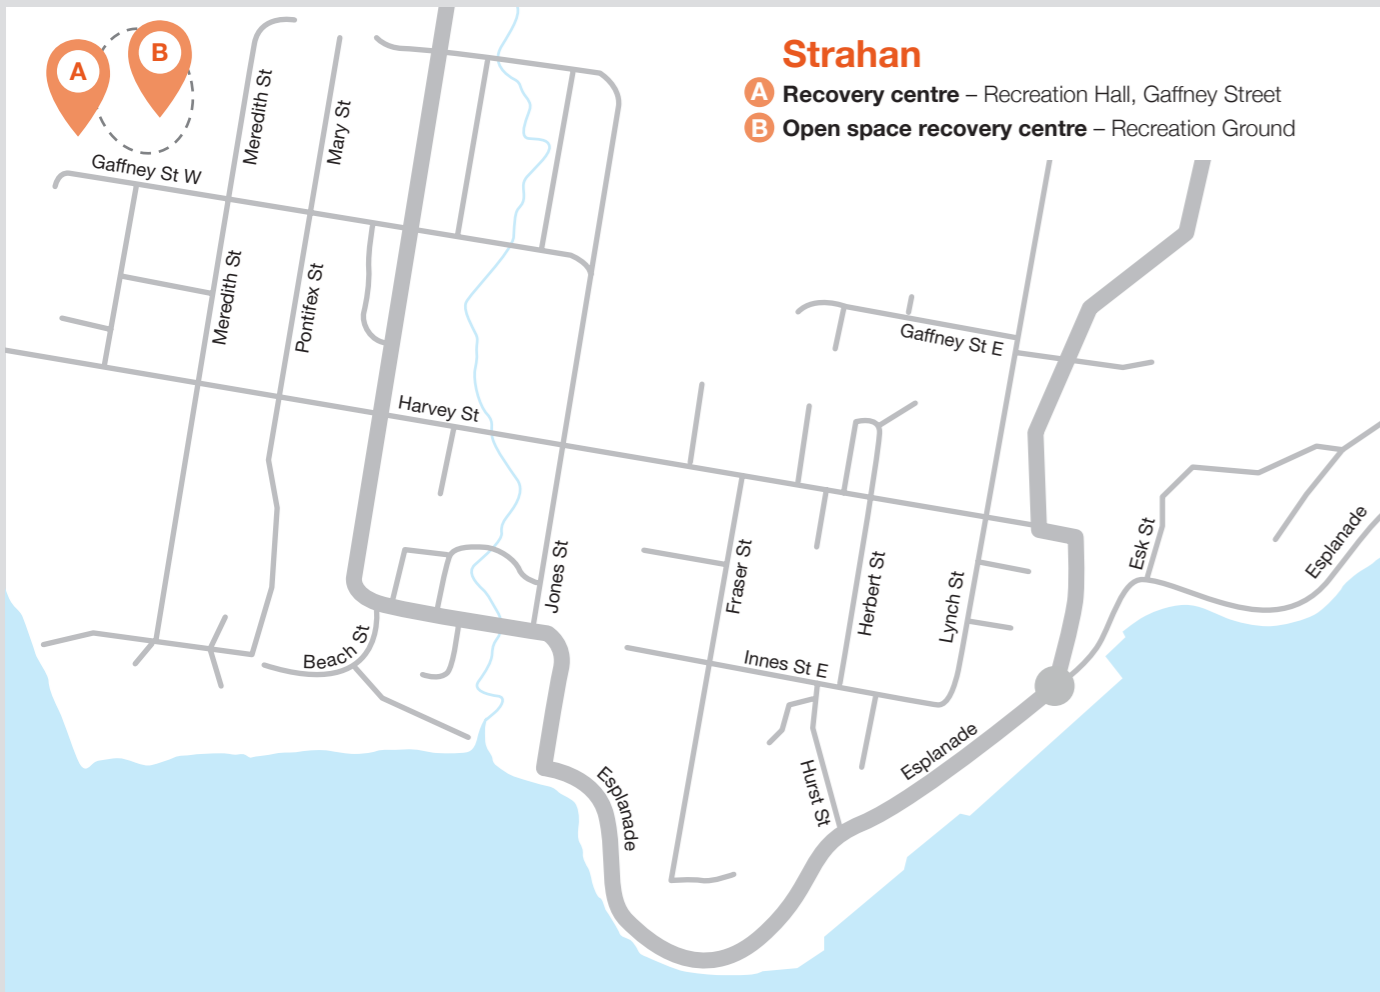 Strahan
A Recovery centre – Recreation Hall, Gaffney Street
B Open space recovery centre – Recreation Ground
A
B
Meredith St
Mary St
Gaffney St W
Meredith St
Pontifex St
Gaffney St E
Harvey St
Jones St
Fraser St
Herbert St
Lynch St
Esk St
Esplanade
Beach St
Innes St E
Esplanade
Hurst St
Esplanade